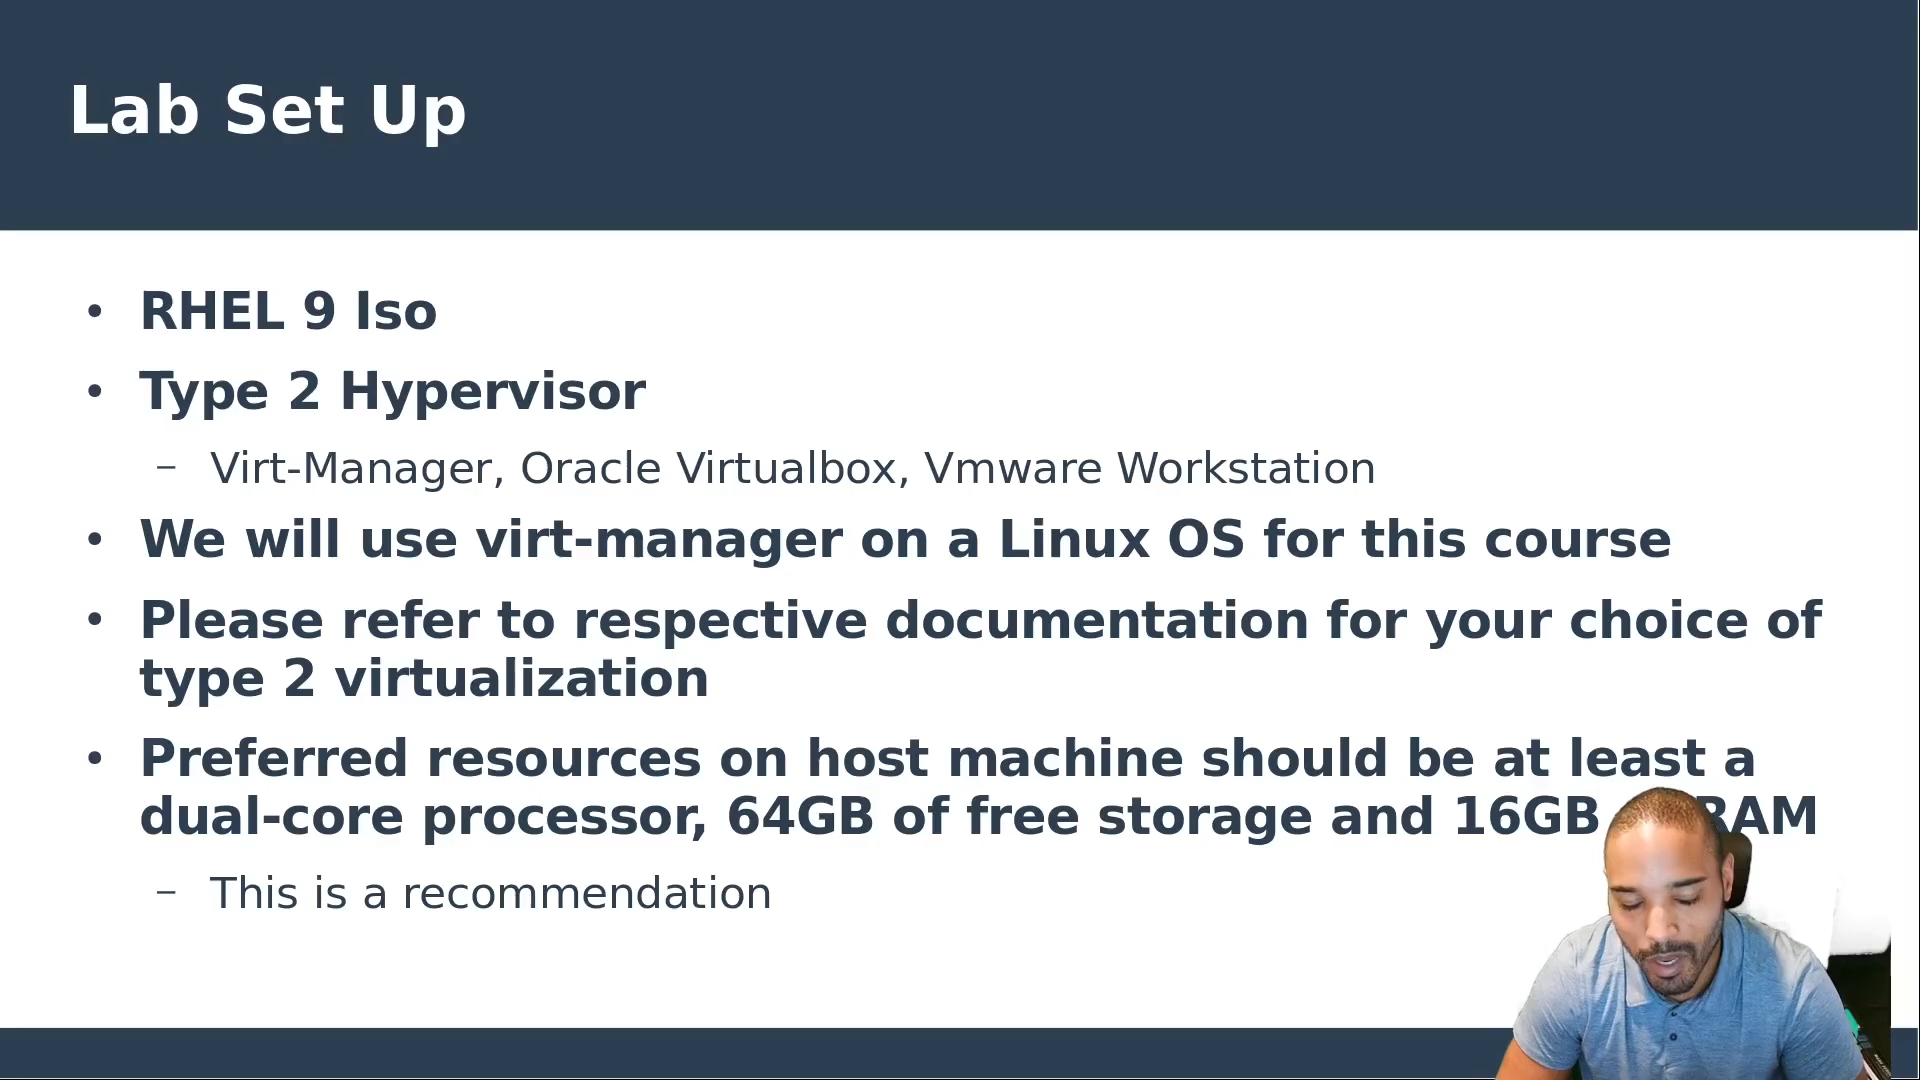 Lab Set Up
• RHEL 9 Iso
• Type 2 Hypervisor
– Virt-Manager, Oracle Virtualbox, Vmware Workstation
• We will use virt-manager on a Linux OS for this course
• Please refer to respective documentation for your choice of
type 2 virtualization
• Preferred resources on host machine should be at least a
dual-core processor, 64GB of free storage and 16GB RAM
– This is a recommendation